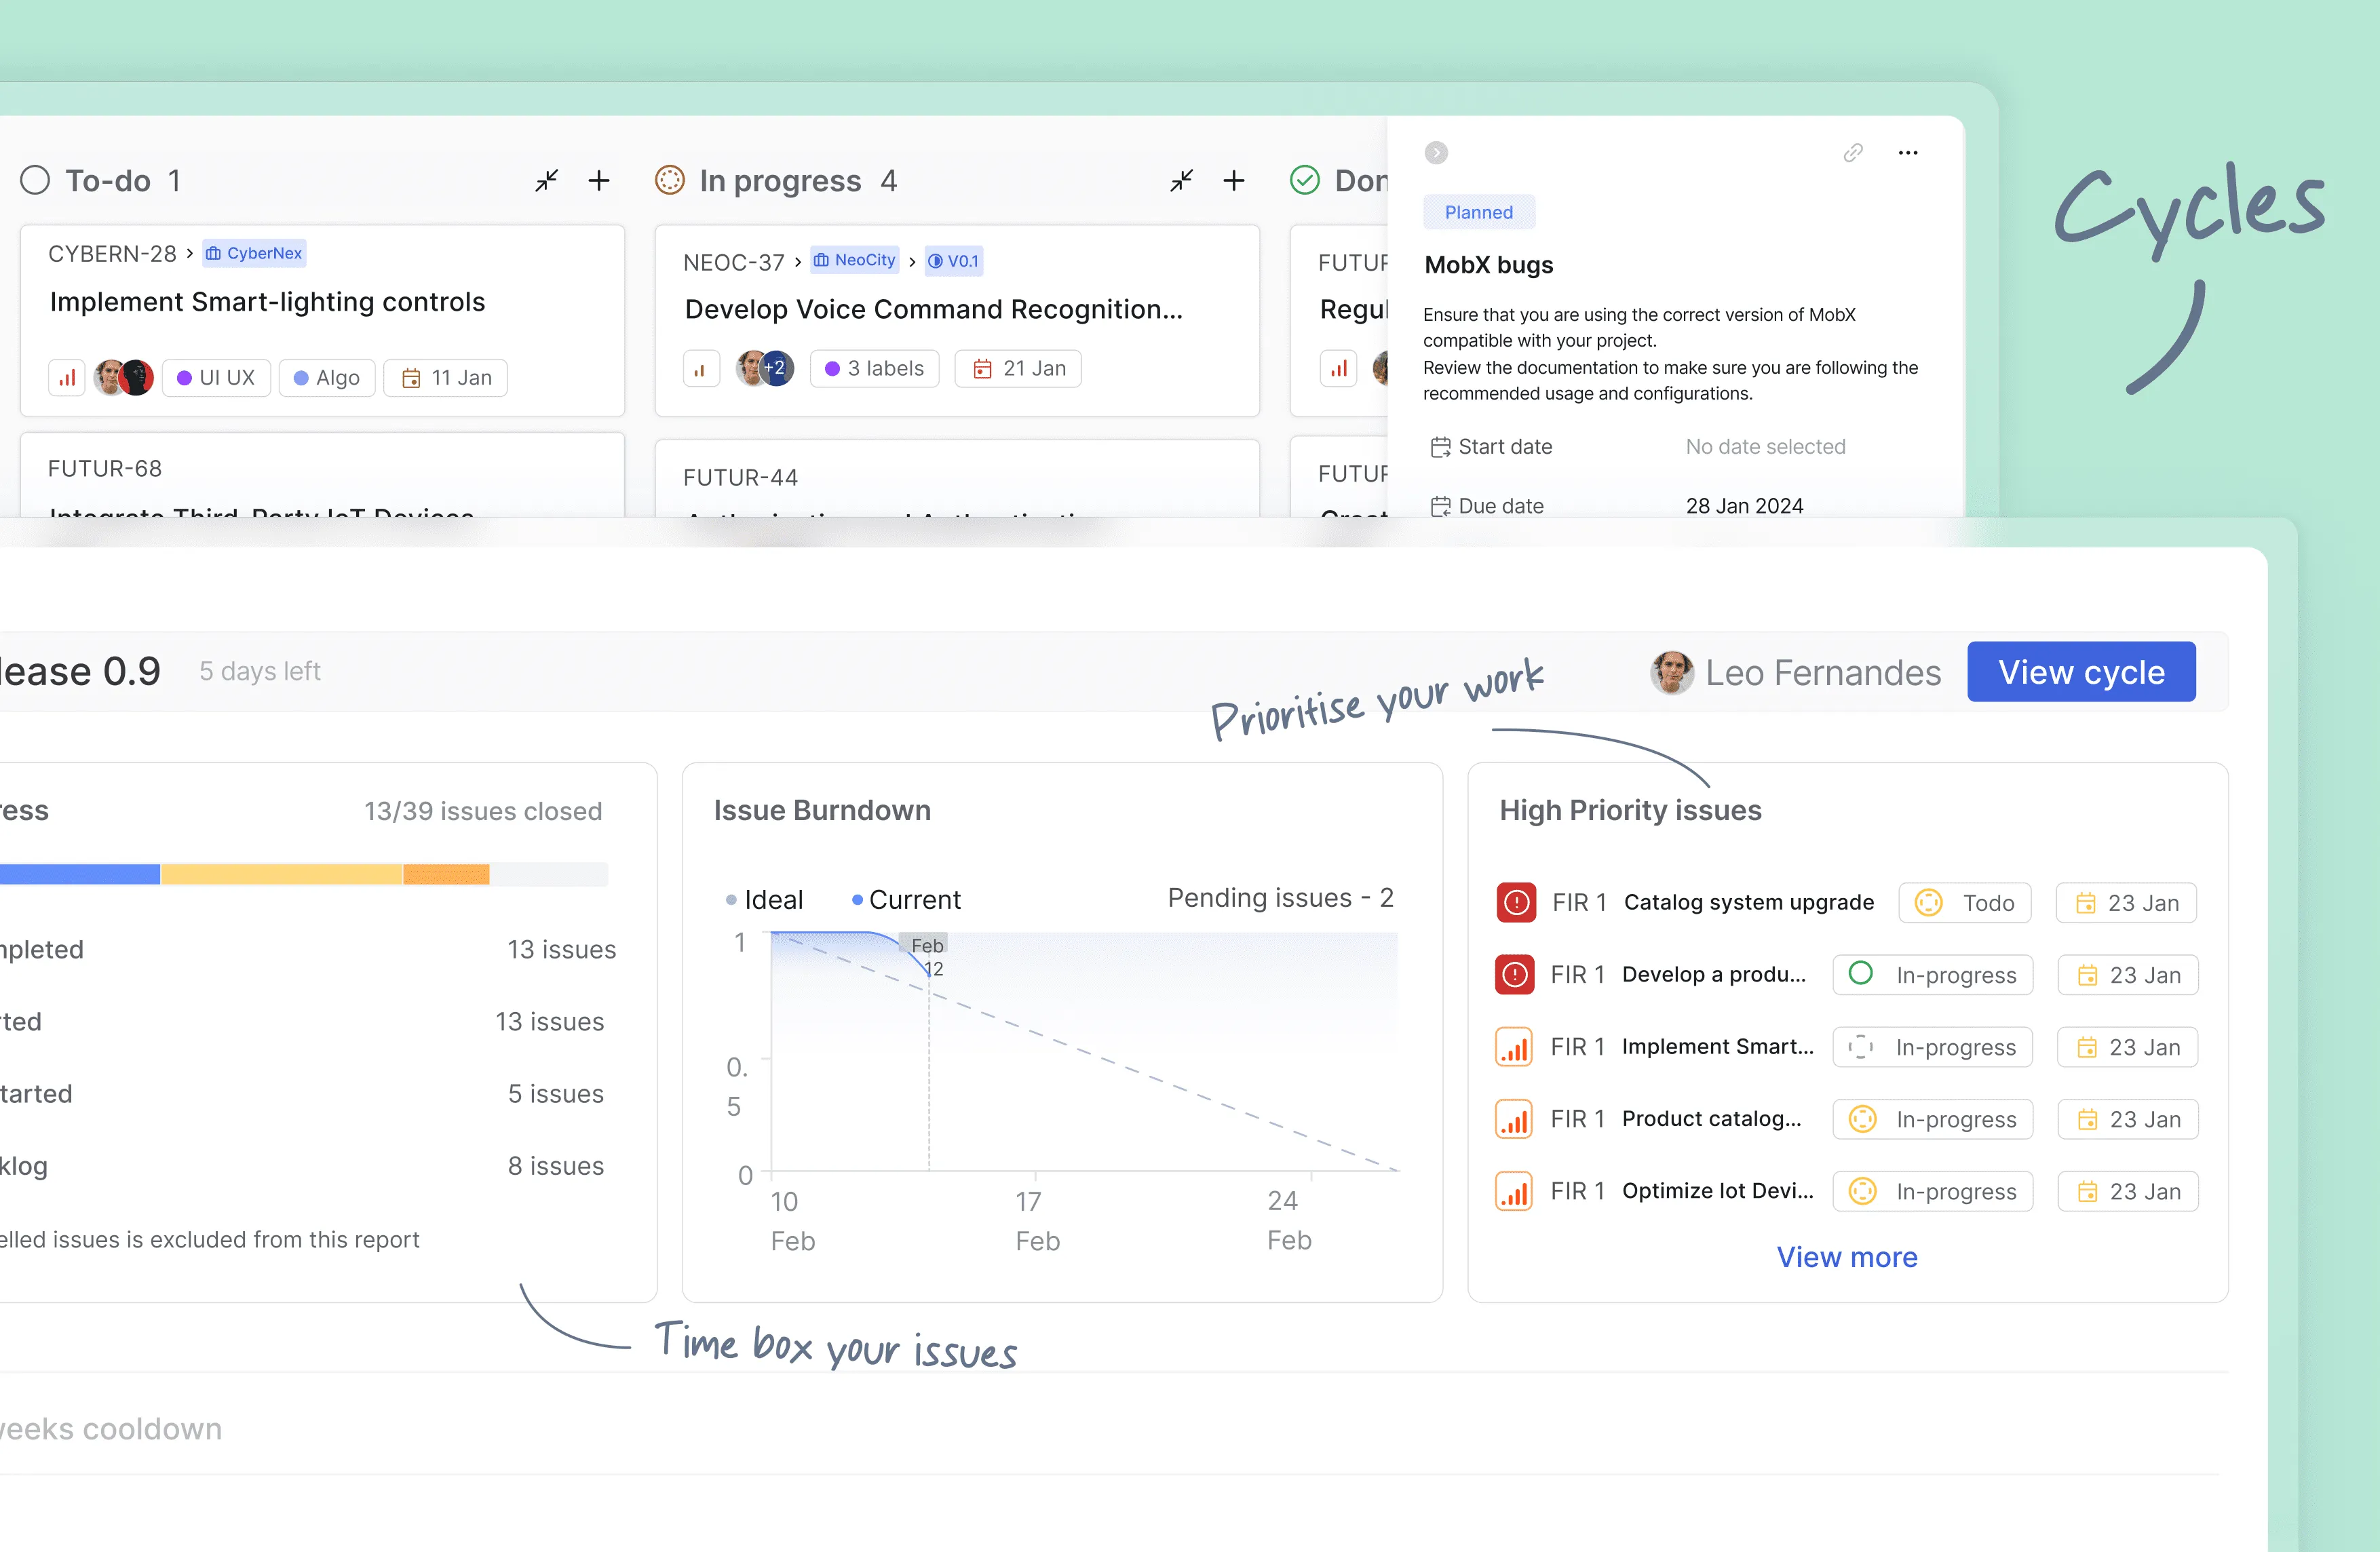 Cycles
To-do 1
In progress 4
Don
CYBERN-28 › CyberNex
Implement Smart-lighting controls
UI UX
Algo
11 Jan
FUTUR-68
Integrate Third-Party IoT Devices
NEOC-37 › NeoCity › V0.1
Develop Voice Command Recognition...
+2
3 labels
21 Jan
FUTUR-44
FUTUR
Regul
FUTUR
Creat
Planned
MobX bugs
Ensure that you are using the correct version of MobX
compatible with your project.
Review the documentation to make sure you are following the
recommended usage and configurations.
Start date No date selected
Due date 28 Jan 2024
lease 0.9 5 days left
Leo Fernandes
View cycle
Prioritise your work
ress 13/39 issues closed
mpleted 13 issues
rted 13 issues
tarted 5 issues
klog 8 issues
elled issues is excluded from this report
Issue Burndown
Ideal Current Pending issues - 2
1
0.
5
0
Feb
12
10
Feb
17
Feb
24
Feb
High Priority issues
FIR 1 Catalog system upgrade Todo 23 Jan
FIR 1 Develop a produ... In-progress 23 Jan
FIR 1 Implement Smart... In-progress 23 Jan
FIR 1 Product catalog... In-progress 23 Jan
FIR 1 Optimize Iot Devi... In-progress 23 Jan
View more
Time box your issues
weeks cooldown